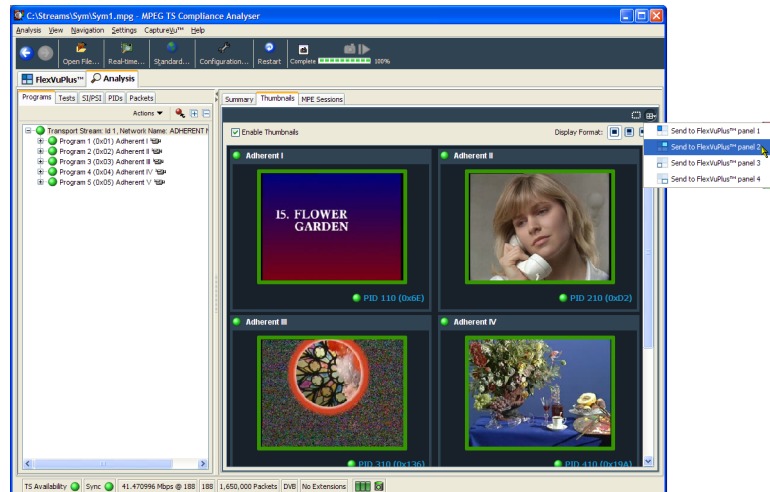 C:\Streams\Sym\Sym1.mpg - MPEG TS Compliance Analyser
Analysis View Navigation Settings CaptureVu™ Help
Open File... Real-time... Standard... Configuration... Restart Complete 100%
FlexVuPlus™ Analysis
Programs Tests SI/PSI PIDs Packets
Summary Thumbnails MPE Sessions
Actions
Enable Thumbnails
Display Format:
Transport Stream: Id 1, Network Name: ADHERENT
Program 1 (0x01) Adherent I
Program 2 (0x02) Adherent II
Program 3 (0x03) Adherent III
Program 4 (0x04) Adherent IV
Program 5 (0x05) Adherent V
Send to FlexVuPlus™ panel 1
Send to FlexVuPlus™ panel 2
Send to FlexVuPlus™ panel 3
Send to FlexVuPlus™ panel 4
Adherent I
15. FLOWER
GARDEN
PID 110 (0x6E)
Adherent II
PID 210 (0xD2)
Adherent III
PID 310 (0x136)
Adherent IV
PID 410 (0x19A)
TS Availability Sync 41.470996 Mbps @ 188 188 1,650,000 Packets DVB No Extensions